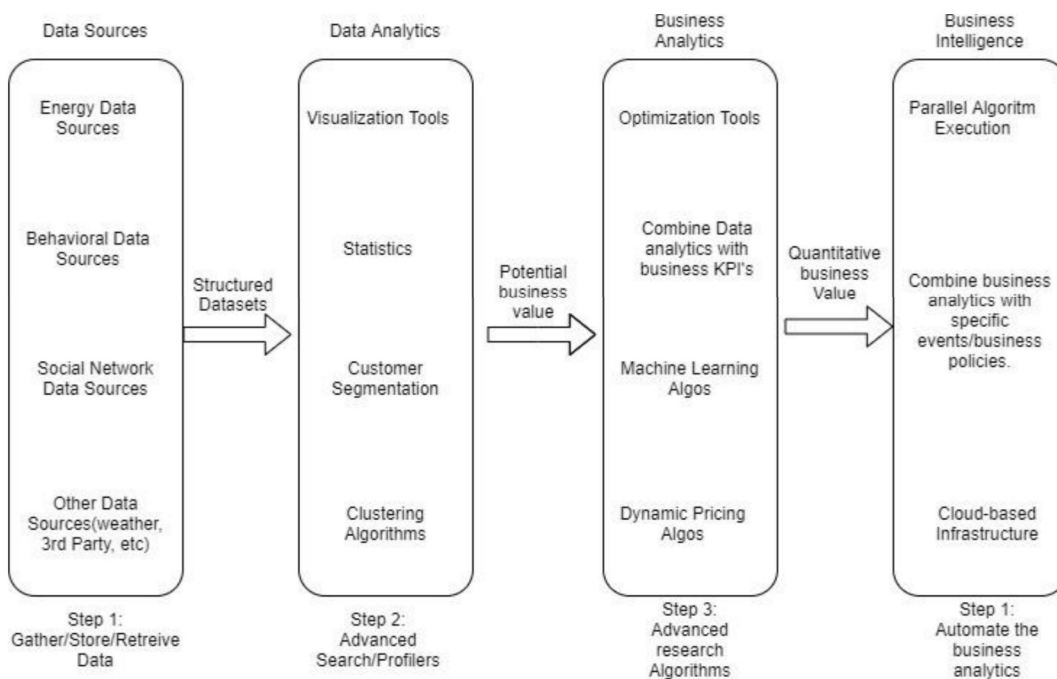 Data Sources
Energy Data
Sources
Behavioral Data
Sources
Social Network
Data Sources
Other Data
Sources(weather,
3rd Party, etc)
Step 1:
Gather/Store/Retreive
Data
Structured
Datasets
Data Analytics
Visualization Tools
Statistics
Customer
Segmentation
Clustering
Algorithms
Step 2:
Advanced
Search/Profilers
Potential
business
value
Business
Analytics
Optimization Tools
Combine Data
analytics with
business KPI's
Machine Learning
Algos
Dynamic Pricing
Algos
Step 3:
Advanced
research
Algorithms
Quantitative
business
Value
Business
Intelligence
Parallel Algoritm
Execution
Combine business
analytics with
specific
events/business
policies.
Cloud-based
Infrastructure
Step 1:
Automate the
business
analytics